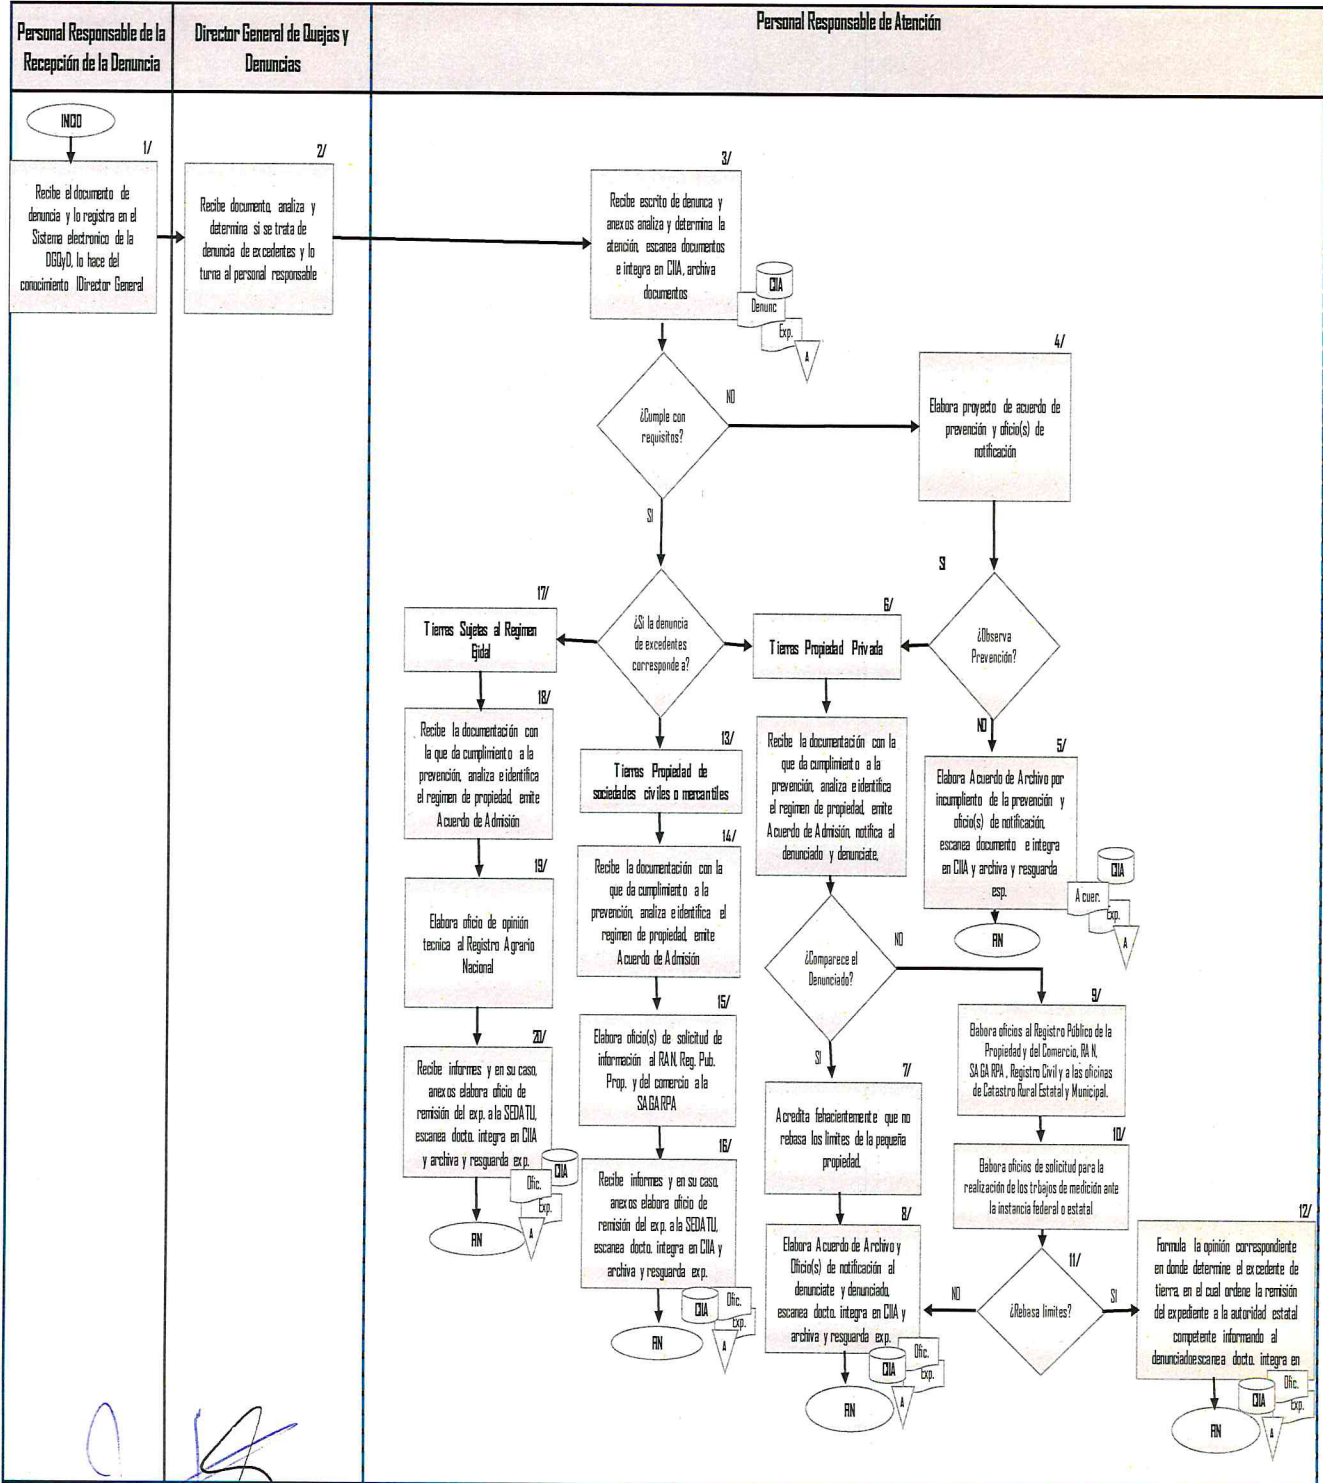 Personal Responsable de la
Recepción de la Denuncia
Director General de Quejas y
Denuncias
Personal Responsable de Atención
INICIO
1/
Recibe el documento de
denuncia y lo registra en el
Sistema electronico de la
DGQyD, lo hace del
conocimiento lDirector General
2/
Recibe documento, analiza y
determina si se trata de
denuncia de excedentes y lo
turna al personal responsable
3/
Recibe escrito de denunca y
anexos analiza y determina la
atención, escanea documentos
e integra en CIIA, archiva
documentos
CIIA
Denunc
Exp.
A
¿Cumple con
requisitos?
NO
SI
4/
Elabora proyecto de acuerdo de
prevención y oficio(s) de
notificación
SI
¿Observa
Prevención?
NO
5/
Elabora Acuerdo de Archivo por
incumpliento de la prevención y
oficio(s) de notificación,
escanea documento e integra
en CIIA y archiva y resguarda
esp.
CIIA
Acuer.
Exp.
A
FIN
¿Si la denuncia
de excedentes
corresponde a?
17/
Tierras Sujetas al Regimen
Ejidal
18/
Recibe la documentación con
la que da cumplimiento a la
prevención, analiza e identifica
el regimen de propiedad, emite
Acuerdo de Admisión
19/
Elabora oficio de opinión
tecnica al Registro Agrario
Nacional
20/
Recibe informes y en su caso,
anexos elabora oficio de
remisión del exp. a la SEDATU,
escanea docto. integra en CIIA
y archiva y resguarda exp.
CIIA
Ofic.
Exp.
A
FIN
13/
Tierras Propiedad de
sociedades civiles o mercantiles
14/
Recibe la documentación con la
que da cumplimiento a la
prevención, analiza e identifica el
regimen de propiedad, emite
Acuerdo de Admisión
15/
Elabora oficio(s) de solicitud de
información al RAN, Reg. Pub.
Prop. y del comercio a la
SAGARPA
16/
Recibe informes y en su caso,
anexos elabora oficio de
remisión del exp. a la SEDATU,
escanea docto. integra en CIIA y
archiva y resguarda exp.
CIIA
Ofic.
Exp.
A
FIN
6/
Tierras Propiedad Privada
Recibe la documentación con la
que da cumplimiento a la
prevención, analiza e identifica
el regimen de propiedad, emite
Acuerdo de Admisión, notifica al
denunciado y denunciate,
¿Comparece el
Denunciado?
NO
SI
7/
Acredita fehacientemente que no
rebasa los limites de la pequeña
propiedad.
8/
Elabora Acuerdo de Archivo y
Oficio(s) de notificación al
denunciate y denunciado,
escanea docto. integra en CIIA y
archiva y resguarda exp.
CIIA
Ofic.
Exp.
A
FIN
9/
Elabora oficios al Registro Público de la
Propiedad y del Comercio, RAN,
SAGARPA, Registro Civil y a las oficinas
de Catastro Rural Estatal y Municipal.
10/
Elabora oficios de solicitud para la
realización de los trbajos de medición ante
la instancia federal o estatal
11/
¿Rebasa limites?
NO
SI
12/
Formula la opinión correspondiente
en donde determine el excedente de
tierra, en el cual ordene la remisión
del expediente a la autoridad estatal
competente informando al
denunciadoescanea docto. integra en
CIIA
Ofic.
Exp.
A
FIN